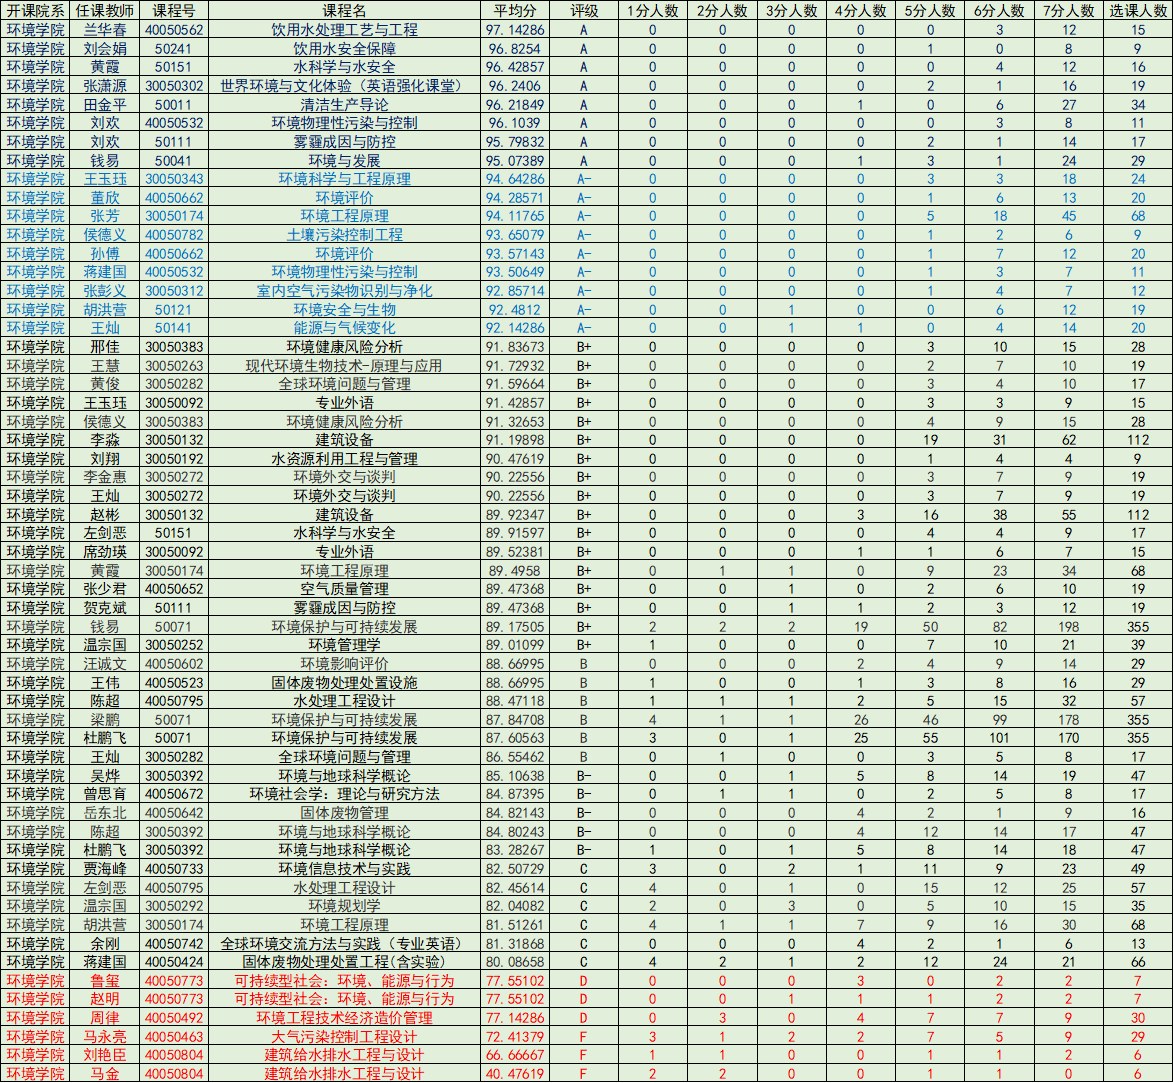 开课院系 任课教师 课程号 课程名 平均分 评级 1分人数 2分人数 3分人数 4分人数 5分人数 6分人数 7分人数 选课人数
环境学院 兰华春 40050562 饮用水处理工艺与工程 97.14286 A 0 0 0 0 0 3 12 15
环境学院 刘会娟 50241 饮用水安全保障 96.8254 A 0 0 0 0 1 0 8 9
环境学院 黄霞 50151 水科学与水安全 96.42857 A 0 0 0 0 0 4 12 16
环境学院 张潇源 30050302 世界环境与文化体验（英语强化课堂） 96.2406 A 0 0 0 0 2 1 16 19
环境学院 田金平 50011 清洁生产导论 96.21849 A 0 0 0 1 0 6 27 34
环境学院 刘欢 40050532 环境物理性污染与控制 96.1039 A 0 0 0 0 0 3 8 11
环境学院 刘欢 50111 雾霾成因与防控 95.79832 A 0 0 0 0 2 1 14 17
环境学院 钱易 50041 环境与发展 95.07389 A 0 0 0 1 3 1 24 29
环境学院 王玉珏 30050343 环境科学与工程原理 94.64286 A- 0 0 0 0 3 3 18 24
环境学院 董欣 40050662 环境评价 94.28571 A- 0 0 0 0 1 6 13 20
环境学院 张芳 30050174 环境工程原理 94.11765 A- 0 0 0 0 5 18 45 68
环境学院 侯德义 40050782 土壤污染控制工程 93.65079 A- 0 0 0 0 1 2 6 9
环境学院 孙傅 40050662 环境评价 93.57143 A- 0 0 0 0 1 7 12 20
环境学院 蒋建国 40050532 环境物理性污染与控制 93.50649 A- 0 0 0 0 1 3 7 11
环境学院 张彭义 30050312 室内空气污染物识别与净化 92.85714 A- 0 0 0 0 1 4 7 12
环境学院 胡洪营 50121 环境安全与生物 92.4812 A- 0 0 1 0 0 6 12 19
环境学院 王灿 50141 能源与气候变化 92.14286 A- 0 0 1 1 0 4 14 20
环境学院 邢佳 30050383 环境健康风险分析 91.83673 B+ 0 0 0 0 3 10 15 28
环境学院 王慧 30050263 现代环境生物技术-原理与应用 91.72932 B+ 0 0 0 0 2 7 10 19
环境学院 黄俊 30050282 全球环境问题与管理 91.59664 B+ 0 0 0 0 3 4 10 17
环境学院 王玉珏 30050092 专业外语 91.42857 B+ 0 0 0 0 3 3 9 15
环境学院 侯德义 30050383 环境健康风险分析 91.32653 B+ 0 0 0 0 4 9 15 28
环境学院 李淼 30050132 建筑设备 91.19898 B+ 0 0 0 0 19 31 62 112
环境学院 刘翔 30050192 水资源利用工程与管理 90.47619 B+ 0 0 0 0 1 4 4 9
环境学院 李金惠 30050272 环境外交与谈判 90.22556 B+ 0 0 0 0 3 7 9 19
环境学院 王灿 30050272 环境外交与谈判 90.22556 B+ 0 0 0 0 3 7 9 19
环境学院 赵彬 30050132 建筑设备 89.92347 B+ 0 0 0 3 16 38 55 112
环境学院 左剑恶 50151 水科学与水安全 89.91597 B+ 0 0 0 0 4 4 9 17
环境学院 席劲瑛 30050092 专业外语 89.52381 B+ 0 0 0 1 1 6 7 15
环境学院 黄霞 30050174 环境工程原理 89.4958 B+ 0 1 1 0 9 23 34 68
环境学院 张少君 40050652 空气质量管理 89.47368 B+ 0 0 1 0 2 6 10 19
环境学院 贺克斌 50111 雾霾成因与防控 89.47368 B+ 0 0 1 1 2 3 12 19
环境学院 钱易 50071 环境保护与可持续发展 89.17505 B+ 2 2 2 19 50 82 198 355
环境学院 温宗国 30050252 环境管理学 89.01099 B+ 1 0 0 0 7 10 21 39
环境学院 汪诚文 40050602 环境影响评价 88.66995 B 0 0 0 2 4 9 14 29
环境学院 王伟 40050523 固体废物处理处置设施 88.66995 B 1 0 0 1 3 8 16 29
环境学院 陈超 40050795 水处理工程设计 88.47118 B 1 1 1 2 5 15 32 57
环境学院 梁鹏 50071 环境保护与可持续发展 87.84708 B 4 1 1 26 46 99 178 355
环境学院 杜鹏飞 50071 环境保护与可持续发展 87.60563 B 3 0 1 25 55 101 170 355
环境学院 王灿 30050282 全球环境问题与管理 86.55462 B 0 1 0 0 3 5 8 17
环境学院 吴烨 30050392 环境与地球科学概论 85.10638 B- 0 0 1 5 8 14 19 47
环境学院 曾思育 40050672 环境社会学：理论与研究方法 84.87395 B- 0 1 1 0 2 5 8 17
环境学院 岳东北 40050642 固体废物管理 84.82143 B- 0 0 0 4 2 1 9 16
环境学院 陈超 30050392 环境与地球科学概论 84.80243 B- 0 0 0 4 12 14 17 47
环境学院 杜鹏飞 30050392 环境与地球科学概论 83.28267 B- 1 0 1 5 8 14 18 47
环境学院 贾海峰 40050733 环境信息技术与实践 82.50729 C 3 0 2 1 11 9 23 49
环境学院 左剑恶 40050795 水处理工程设计 82.45614 C 4 0 1 0 15 12 25 57
环境学院 温宗国 30050292 环境规划学 82.04082 C 2 0 3 0 5 10 15 35
环境学院 胡洪营 30050174 环境工程原理 81.51261 C 4 1 1 7 9 16 30 68
环境学院 余刚 40050742 全球环境交流方法与实践（专业英语） 81.31868 C 0 0 0 4 2 1 6 13
环境学院 蒋建国 40050424 固体废物处理处置工程(含实验) 80.08658 C 4 2 1 2 12 24 21 66
环境学院 鲁玺 40050773 可持续型社会：环境、能源与行为 77.55102 D 0 0 0 3 0 2 2 7
环境学院 赵明 40050773 可持续型社会：环境、能源与行为 77.55102 D 0 0 1 1 1 2 2 7
环境学院 周律 40050492 环境工程技术经济造价管理 77.14286 D 0 3 0 4 7 7 9 30
环境学院 马永亮 40050463 大气污染控制工程设计 72.41379 F 3 1 2 2 7 5 9 29
环境学院 刘艳臣 40050804 建筑给水排水工程与设计 66.66667 F 1 1 0 0 1 1 2 6
环境学院 马金 40050804 建筑给水排水工程与设计 40.47619 F 2 2 0 0 1 1 0 6